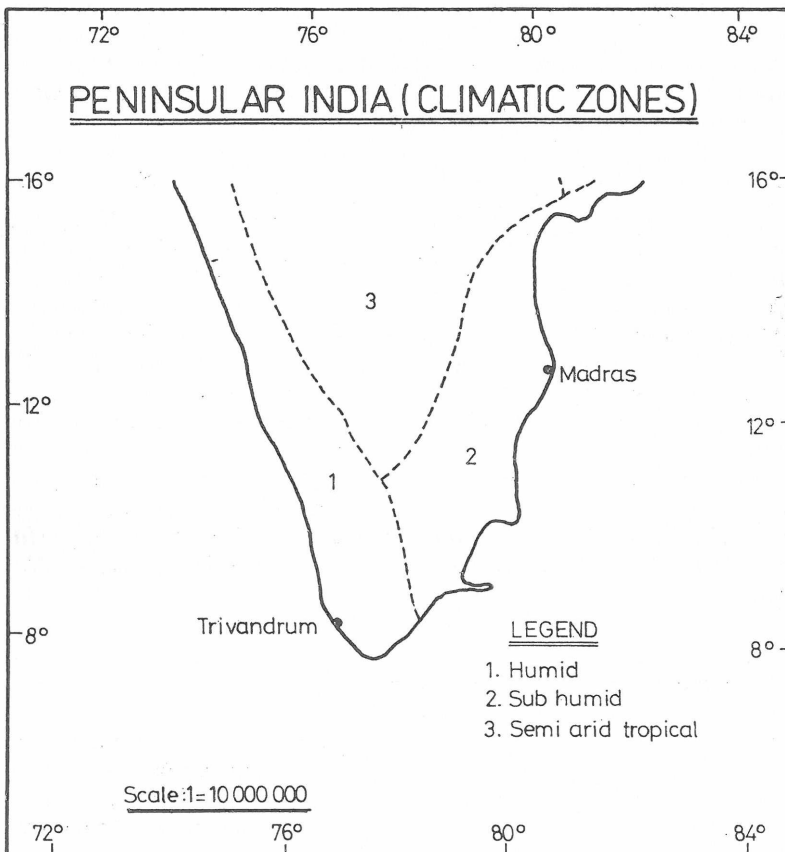 72° 76° 80° 84°
PENINSULAR INDIA (CLIMATIC ZONES)
16° 16°
3
Madras
12° 12°
2
1
Trivandrum
8° 8°
LEGEND
1. Humid
2. Sub humid
3. Semi arid tropical
Scale:1=10 000 000
72° 76° 80° 84°